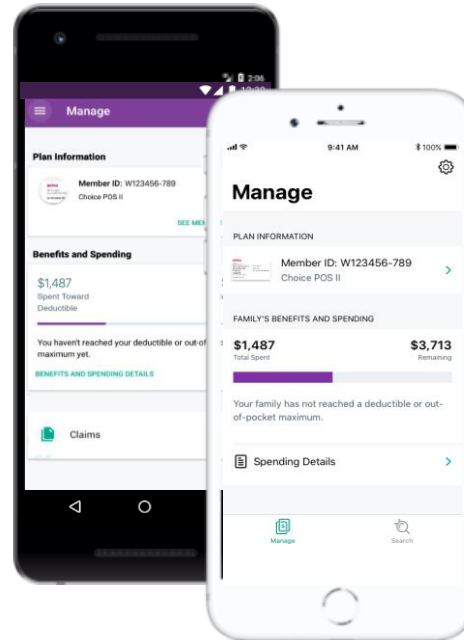 2:06
Manage
Plan Information
Member ID: W123456-789
Choice POS II
Benefits and Spending
$1,487
Spent Toward
Deductible
You haven't reached your deductible or out-of
maximum yet.
BENEFITS AND SPENDING DETAILS
Claims
9:41 AM
100%
Manage
PLAN INFORMATION
Member ID: W123456-789
Choice POS II
FAMILY'S BENEFITS AND SPENDING
$1,487
$3,713
Total Spent
Remaining
Your family has not reached a deductible or out-
of-pocket maximum.
Spending Details
Manage
Search